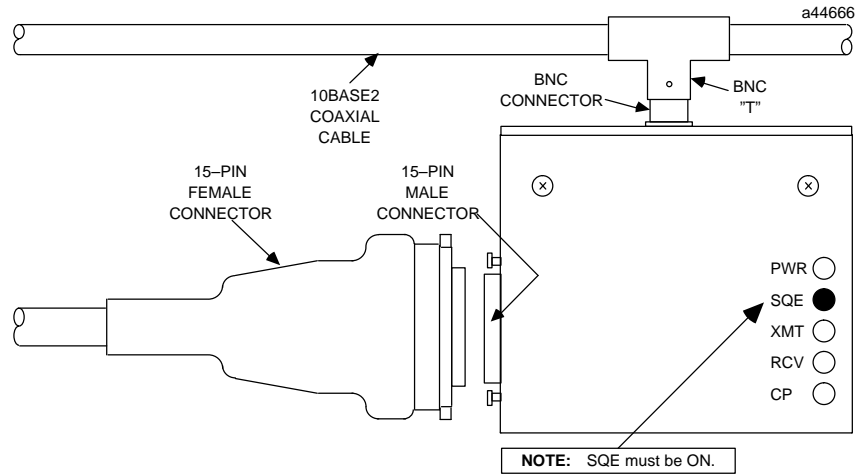 a44666
10BASE2
COAXIAL
CABLE
BNC
CONNECTOR
BNC
”T”
15–PIN
FEMALE
CONNECTOR
15–PIN
MALE
CONNECTOR
PWR
SQE
XMT
RCV
CP
NOTE: SQE must be ON.